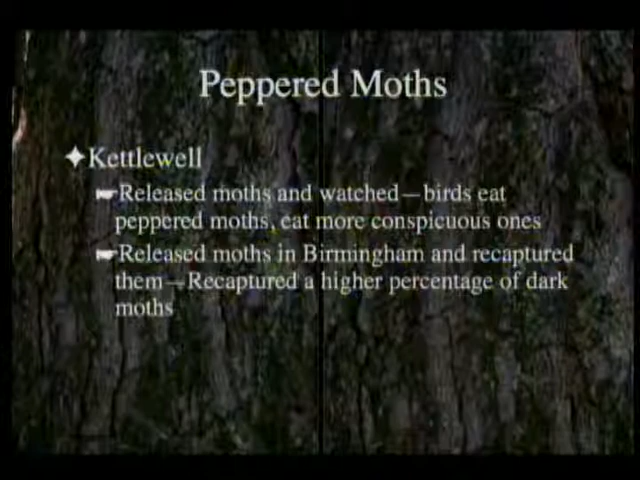 Peppered Moths
Kettlewell
Released moths and watched—birds eat
peppered moths, eat more conspicuous ones
Released moths in Birmingham and recaptured
them—Recaptured a higher percentage of dark
moths